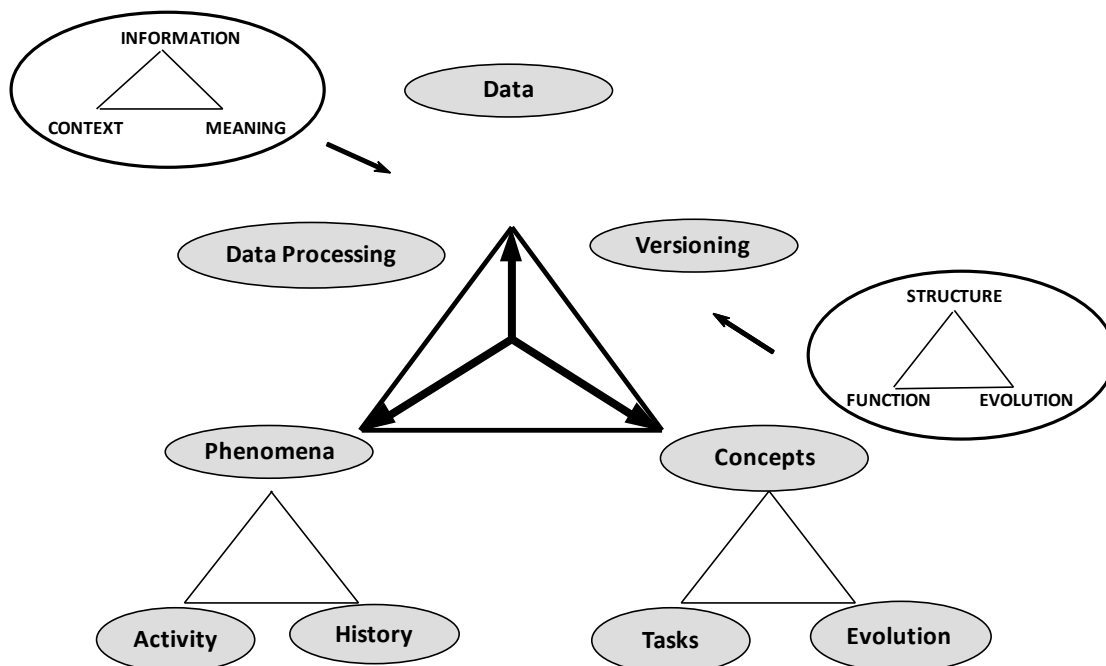 INFORMATION
CONTEXT MEANING
Data
Data Processing
Versioning
STRUCTURE
FUNCTION EVOLUTION
Phenomena
Concepts
Activity
History
Tasks
Evolution